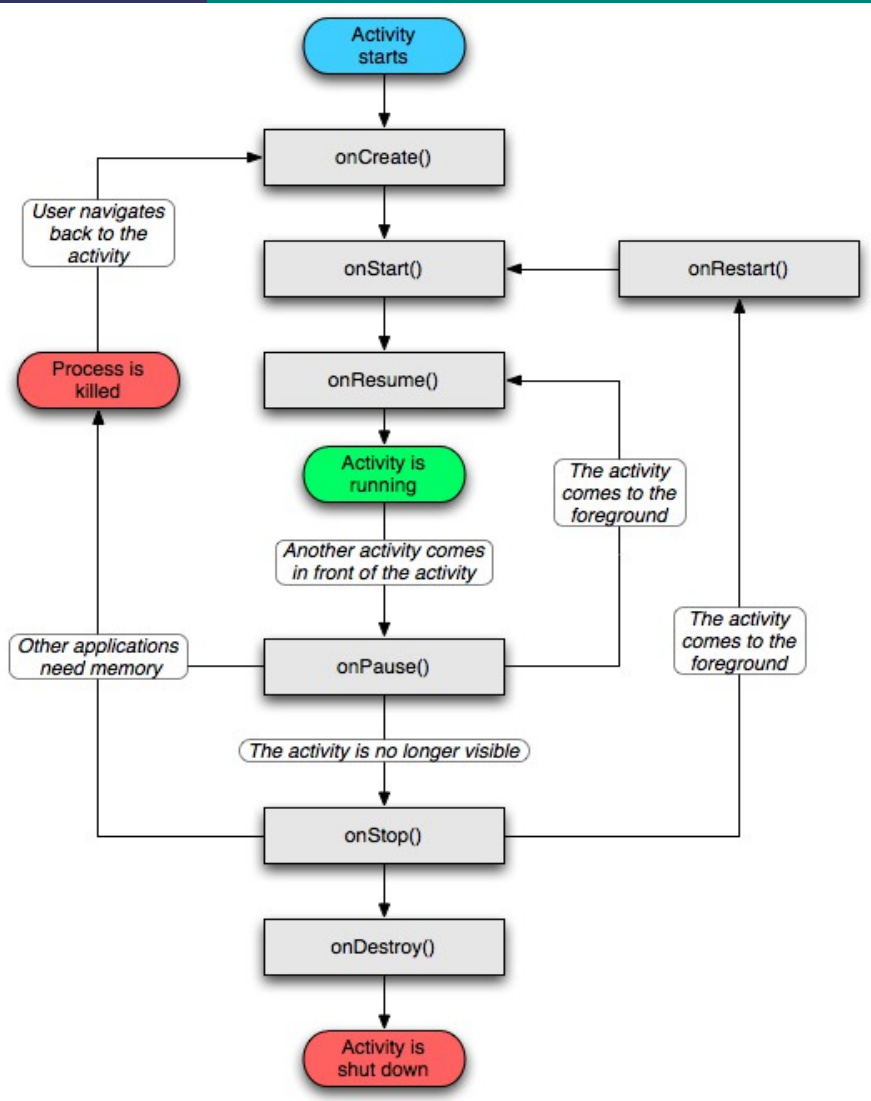 Activity
starts
onCreate()
User navigates
back to the
activity
onStart()
onRestart()
Process is
killed
onResume()
Activity is
running
The activity
comes to the
foreground
Another activity comes
in front of the activity
The activity
comes to the
foreground
Other applications
need memory
onPause()
The activity is no longer visible
onStop()
onDestroy()
Activity is
shut down